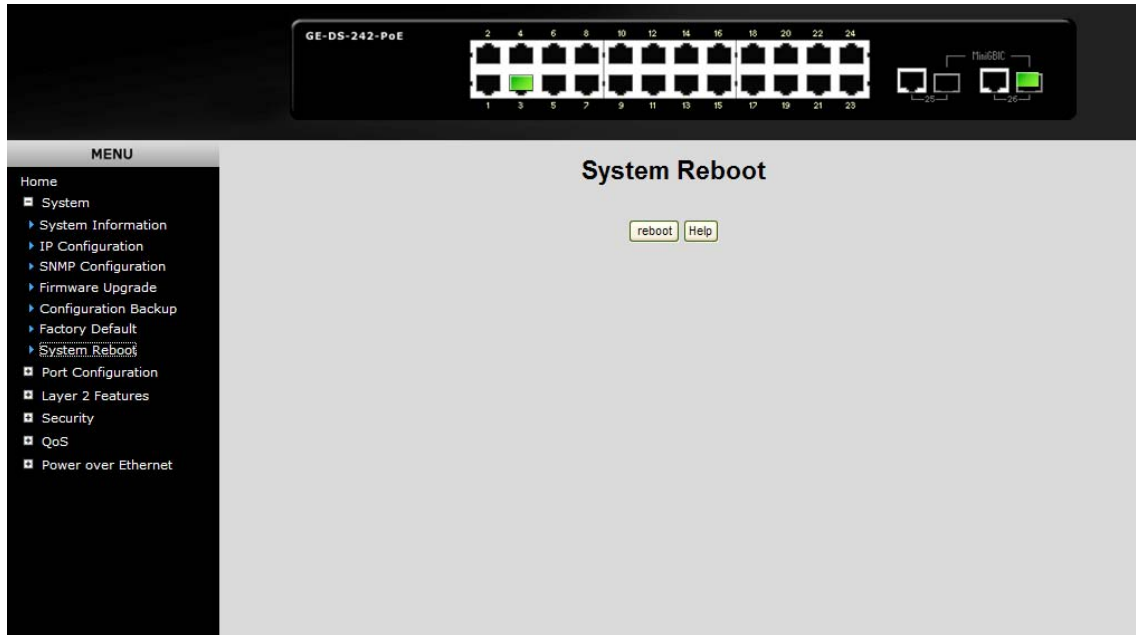 GE-DS-242-PoE
2 4 6 8 10 12 14 16 18 20 22 24
MiniGBIC
25 26
1 3 5 7 9 11 13 15 17 19 21 23
MENU
Home
System
System Information
IP Configuration
SNMP Configuration
Firmware Upgrade
Configuration Backup
Factory Default
System Reboot
Port Configuration
Layer 2 Features
Security
QoS
Power over Ethernet
System Reboot
reboot Help